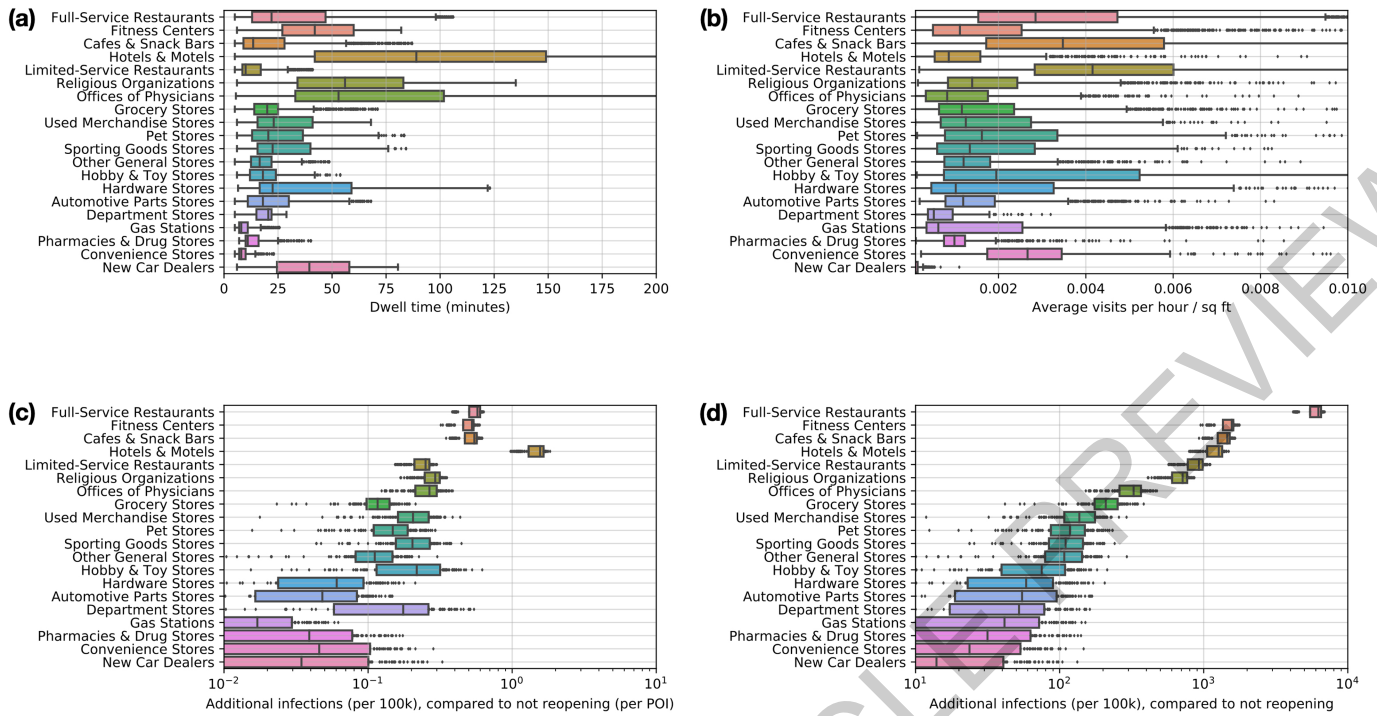 (a)
Full-Service Restaurants
Fitness Centers
Cafes & Snack Bars
Hotels & Motels
Limited-Service Restaurants
Religious Organizations
Offices of Physicians
Grocery Stores
Used Merchandise Stores
Pet Stores
Sporting Goods Stores
Other General Stores
Hobby & Toy Stores
Hardware Stores
Automotive Parts Stores
Department Stores
Gas Stations
Pharmacies & Drug Stores
Convenience Stores
New Car Dealers
0 25 50 75 100 125 150 175 200
Dwell time (minutes)
(b)
Full-Service Restaurants
Fitness Centers
Cafes & Snack Bars
Hotels & Motels
Limited-Service Restaurants
Religious Organizations
Offices of Physicians
Grocery Stores
Used Merchandise Stores
Pet Stores
Sporting Goods Stores
Other General Stores
Hobby & Toy Stores
Hardware Stores
Automotive Parts Stores
Department Stores
Gas Stations
Pharmacies & Drug Stores
Convenience Stores
New Car Dealers
0.002 0.004 0.006 0.008 0.010
Average visits per hour / sq ft
(c)
Full-Service Restaurants
Fitness Centers
Cafes & Snack Bars
Hotels & Motels
Limited-Service Restaurants
Religious Organizations
Offices of Physicians
Grocery Stores
Used Merchandise Stores
Pet Stores
Sporting Goods Stores
Other General Stores
Hobby & Toy Stores
Hardware Stores
Automotive Parts Stores
Department Stores
Gas Stations
Pharmacies & Drug Stores
Convenience Stores
New Car Dealers
10⁻² 10⁻¹ 10⁰ 10¹
Additional infections (per 100k), compared to not reopening (per POI)
(d)
Full-Service Restaurants
Fitness Centers
Cafes & Snack Bars
Hotels & Motels
Limited-Service Restaurants
Religious Organizations
Offices of Physicians
Grocery Stores
Used Merchandise Stores
Pet Stores
Sporting Goods Stores
Other General Stores
Hobby & Toy Stores
Hardware Stores
Automotive Parts Stores
Department Stores
Gas Stations
Pharmacies & Drug Stores
Convenience Stores
New Car Dealers
10¹ 10² 10³ 10⁴
Additional infections (per 100k), compared to not reopening
CLE PREVIEW